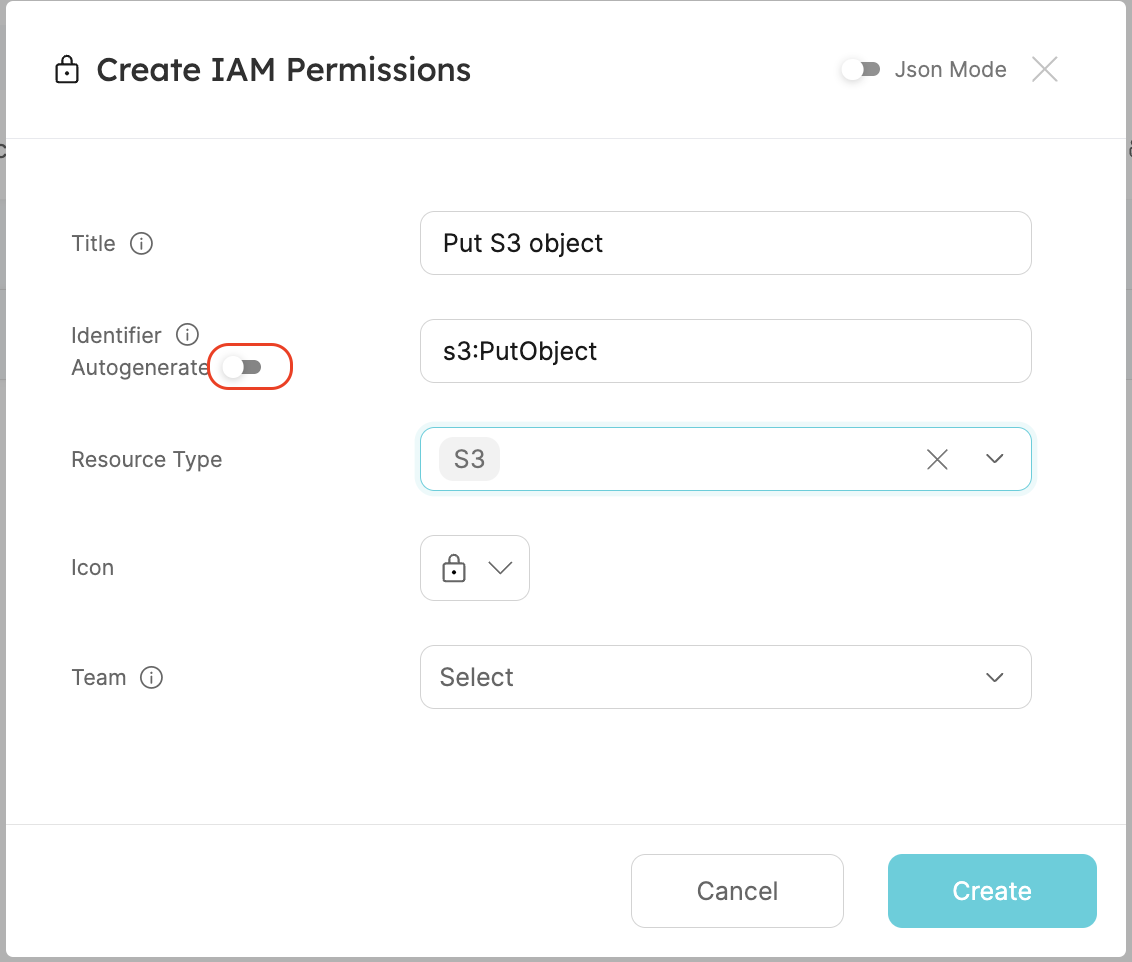 Create IAM Permissions
Json Mode
Title
Put S3 object
Identifier
Autogenerate
s3:PutObject
Resource Type
S3
Icon
Team
Select
Cancel
Create